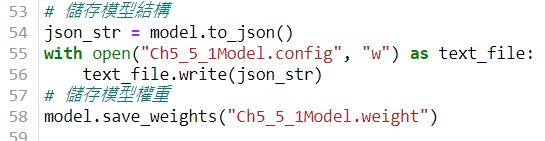 53 # 儲存模型結構
54 json_str = model.to_json()
55 with open("Ch5_5_1Model.config", "w") as text_file:
56     text_file.write(json_str)
57 # 儲存模型權重
58 model.save_weights("Ch5_5_1Model.weight")
59